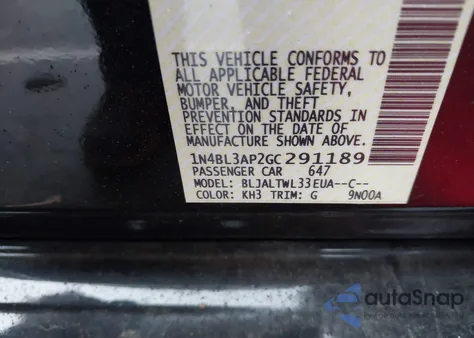 THIS VEHICLE CONFORMS TO
ALL APPLICABLE FEDERAL
MOTOR VEHICLE SAFETY,
BUMPER, AND THEFT
PREVENTION STANDARDS IN
EFFECT ON THE DATE OF
MANUFACTURE SHOWN ABOVE.
1N4BL3AP2GC291189
PASSENGER CAR 647
MODEL: BLJALTWL33EUA--C--
COLOR: KH3 TRIM: G 9N00A
autoSnap